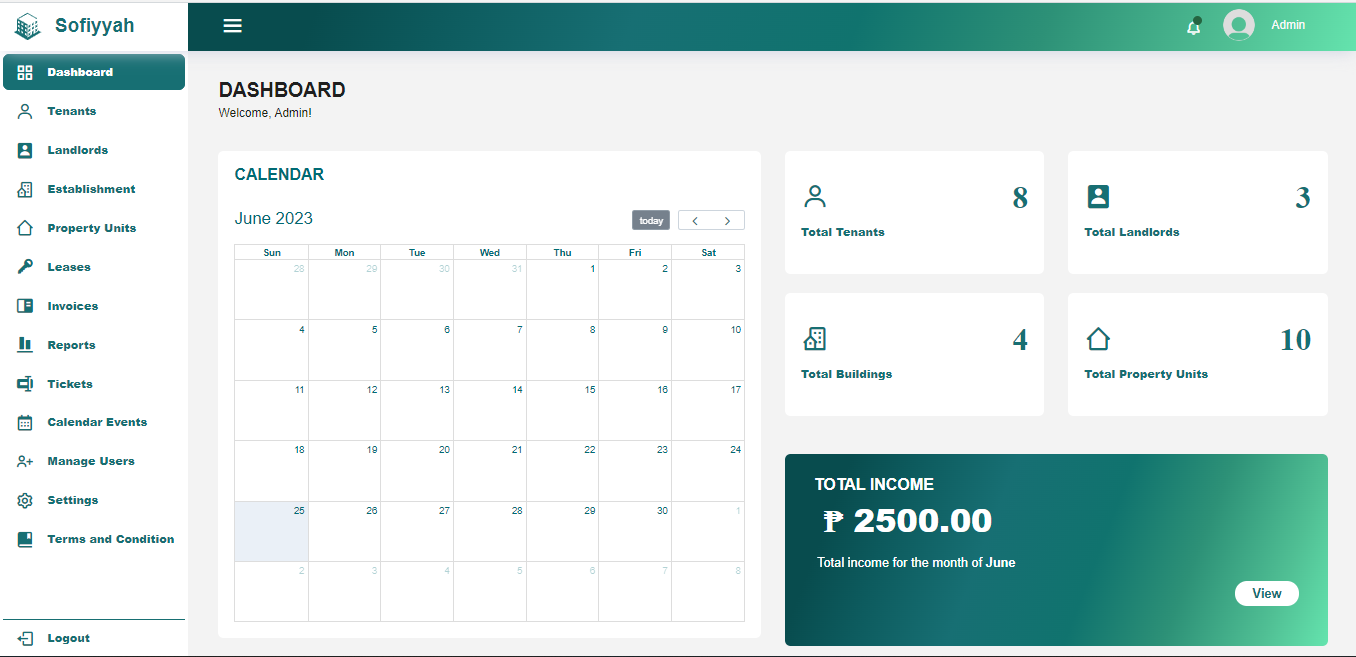 Sofiyyah
Admin
Dashboard
Tenants
Landlords
Establishment
Property Units
Leases
Invoices
Reports
Tickets
Calendar Events
Manage Users
Settings
Terms and Condition
Logout
DASHBOARD
Welcome, Admin!
CALENDAR
June 2023
today
Sun Mon Tue Wed Thu Fri Sat
28 29 30 31 1 2 3
4 5 6 7 8 9 10
11 12 13 14 15 16 17
18 19 20 21 22 23 24
25 26 27 28 29 30 1
2 3 4 5 6 7 8
8
Total Tenants
3
Total Landlords
4
Total Buildings
10
Total Property Units
TOTAL INCOME
₱ 2500.00
Total income for the month of June
View